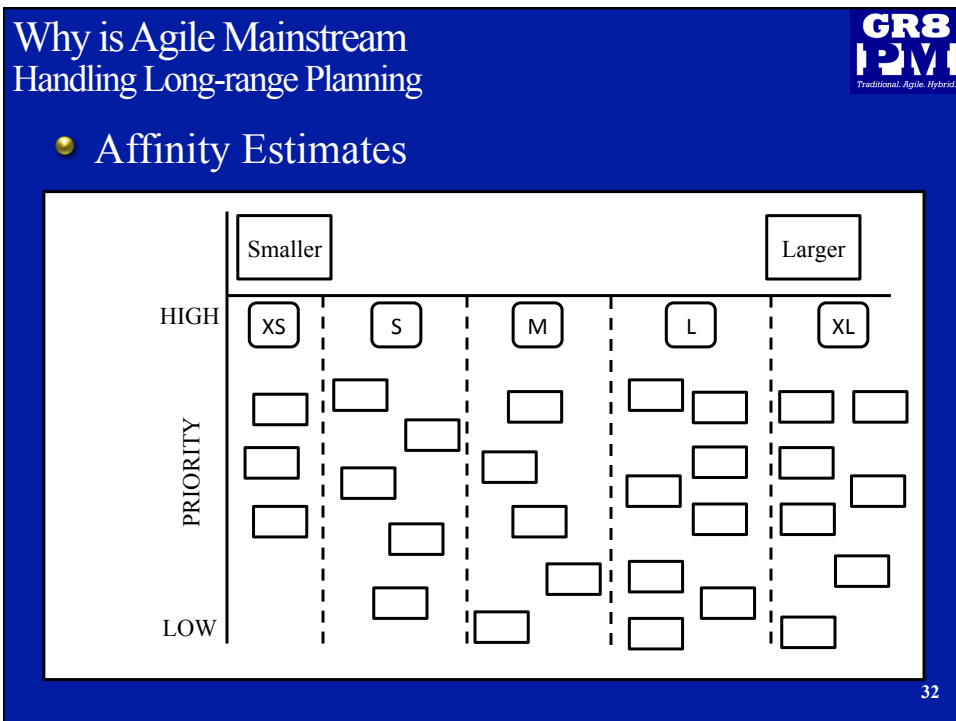 Why is Agile Mainstream
Handling Long-range Planning
GR8
PM
Traditional. Agile. Hybrid.
Affinity Estimates
Smaller
Larger
HIGH
XS
S
M
L
XL
PRIORITY
LOW
32